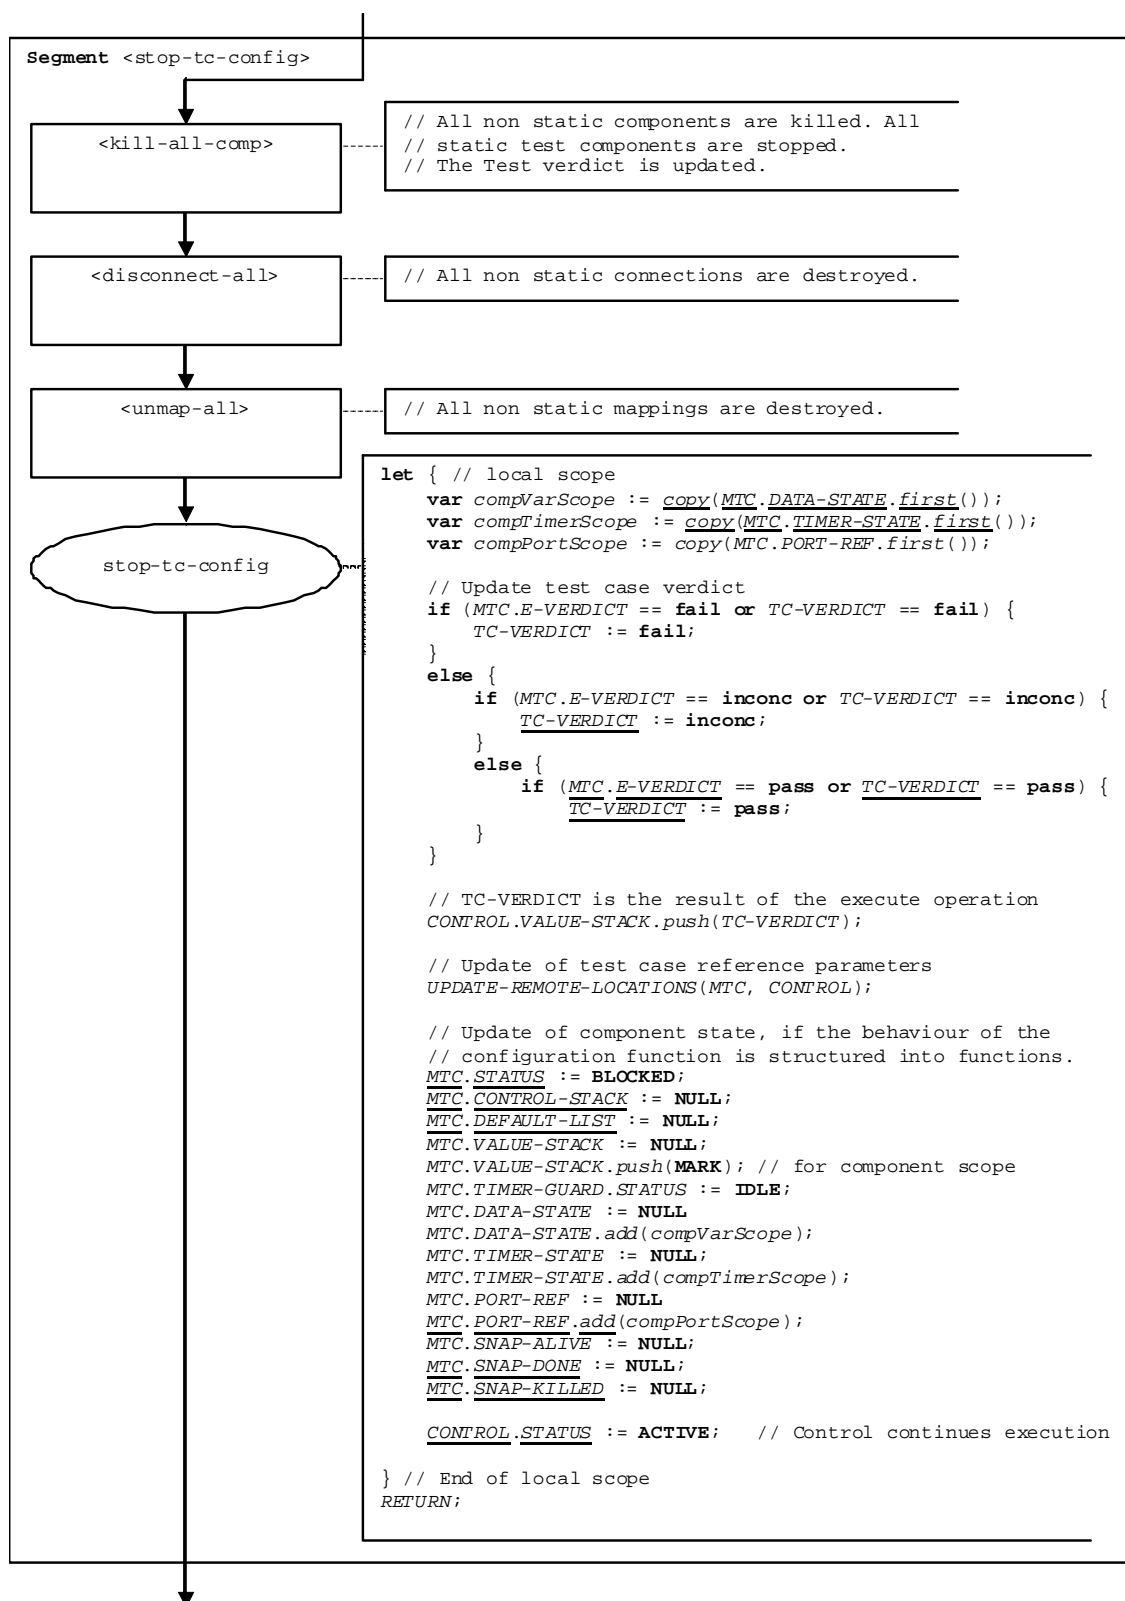 Segment <stop-tc-config>
<kill-all-comp>
// All non static components are killed. All
// static test components are stopped.
// The Test verdict is updated.
<disconnect-all>
// All non static connections are destroyed.
<unmap-all>
// All non static mappings are destroyed.
stop-tc-config
let { // local scope
var compVarScope := copy(MTC.DATA-STATE.first());
var compTimerScope := copy(MTC.TIMER-STATE.first());
var compPortScope := copy(MTC.PORT-REF.first());
// Update test case verdict
if (MTC.E-VERDICT == fail or TC-VERDICT == fail) {
TC-VERDICT := fail;
}
else {
if (MTC.E-VERDICT == inconc or TC-VERDICT == inconc) {
TC-VERDICT := inconc;
}
else {
if (MTC.E-VERDICT == pass or TC-VERDICT == pass) {
TC-VERDICT := pass;
}
}
// TC-VERDICT is the result of the execute operation
CONTROL.VALUE-STACK.push(TC-VERDICT);
// Update of test case reference parameters
UPDATE-REMOTE-LOCATIONS(MTC, CONTROL);
// Update of component state, if the behaviour of the
// configuration function is structured into functions.
MTC.STATUS := BLOCKED;
MTC.CONTROL-STACK := NULL;
MTC.DEFAULT-LIST := NULL;
MTC.VALUE-STACK := NULL;
MTC.VALUE-STACK.push(MARK); // for component scope
MTC.TIMER-GUARD.STATUS := IDLE;
MTC.DATA-STATE := NULL
MTC.DATA-STATE.add(compVarScope);
MTC.TIMER-STATE := NULL;
MTC.TIMER-STATE.add(compTimerScope);
MTC.PORT-REF := NULL
MTC.PORT-REF.add(compPortScope);
MTC.SNAP-ALIVE := NULL;
MTC.SNAP-DONE := NULL;
MTC.SNAP-KILLED := NULL;
CONTROL.STATUS := ACTIVE; // Control continues execution
} // End of local scope
RETURN;